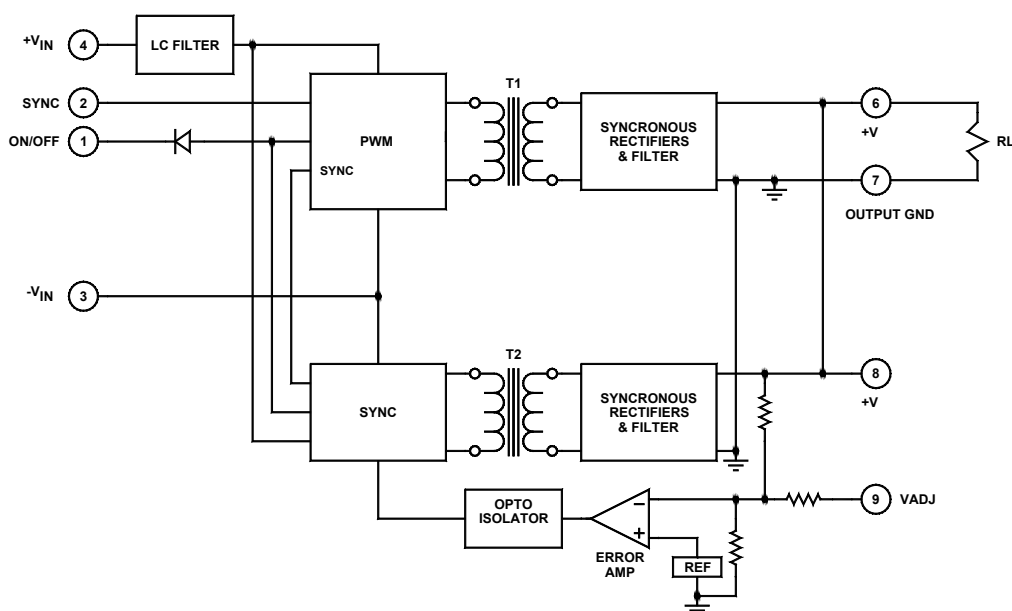 +VIN
4
LC FILTER
T1
SYNC
2
ON/OFF
1
PWM
SYNC
SYNCRONOUS
RECTIFIERS
& FILTER
6
+V
RL
7
OUTPUT GND
-VIN
3
T2
SYNC
SYNCRONOUS
RECTIFIERS
& FILTER
8
+V
OPTO
ISOLATOR
−
+
ERROR
AMP
REF
9
VADJ